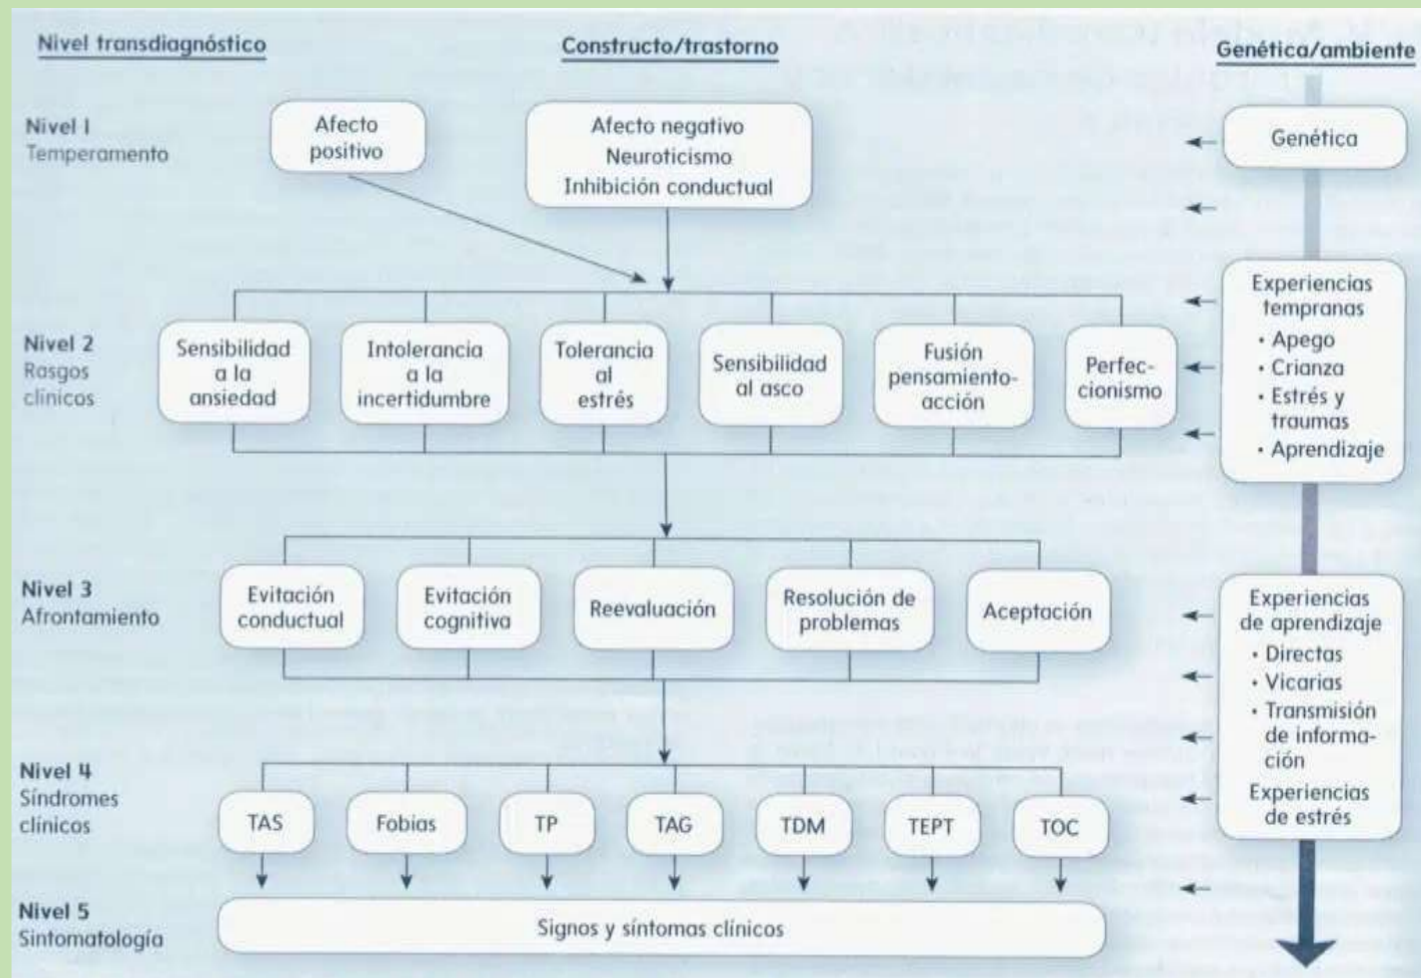 Nivel transdiagnóstico
Constructo/trastorno
Genética/ambiente
Nivel 1
Temperamento
Afecto
positivo
Afecto negativo
Neuroticismo
Inhibición conductual
Genética
Nivel 2
Rasgos
clínicos
Sensibilidad
a la
ansiedad
Intolerancia
a la
incertidumbre
Tolerancia
al
estrés
Sensibilidad
al asco
Fusión
pensamiento-
acción
Perfec-
cionismo
Experiencias
tempranas
• Apego
• Crianza
• Estrés y
traumas
• Aprendizaje
Nivel 3
Afrontamiento
Evitación
conductual
Evitación
cognitiva
Reevaluación
Resolución de
problemas
Aceptación
Experiencias
de aprendizaje
• Directas
• Vicarias
• Transmisión
de informa-
ción
Experiencias
de estrés
Nivel 4
Síndromes
clínicos
TAS
Fobias
TP
TAG
TDM
TEPT
TOC
Nivel 5
Sintomatología
Signos y síntomas clínicos